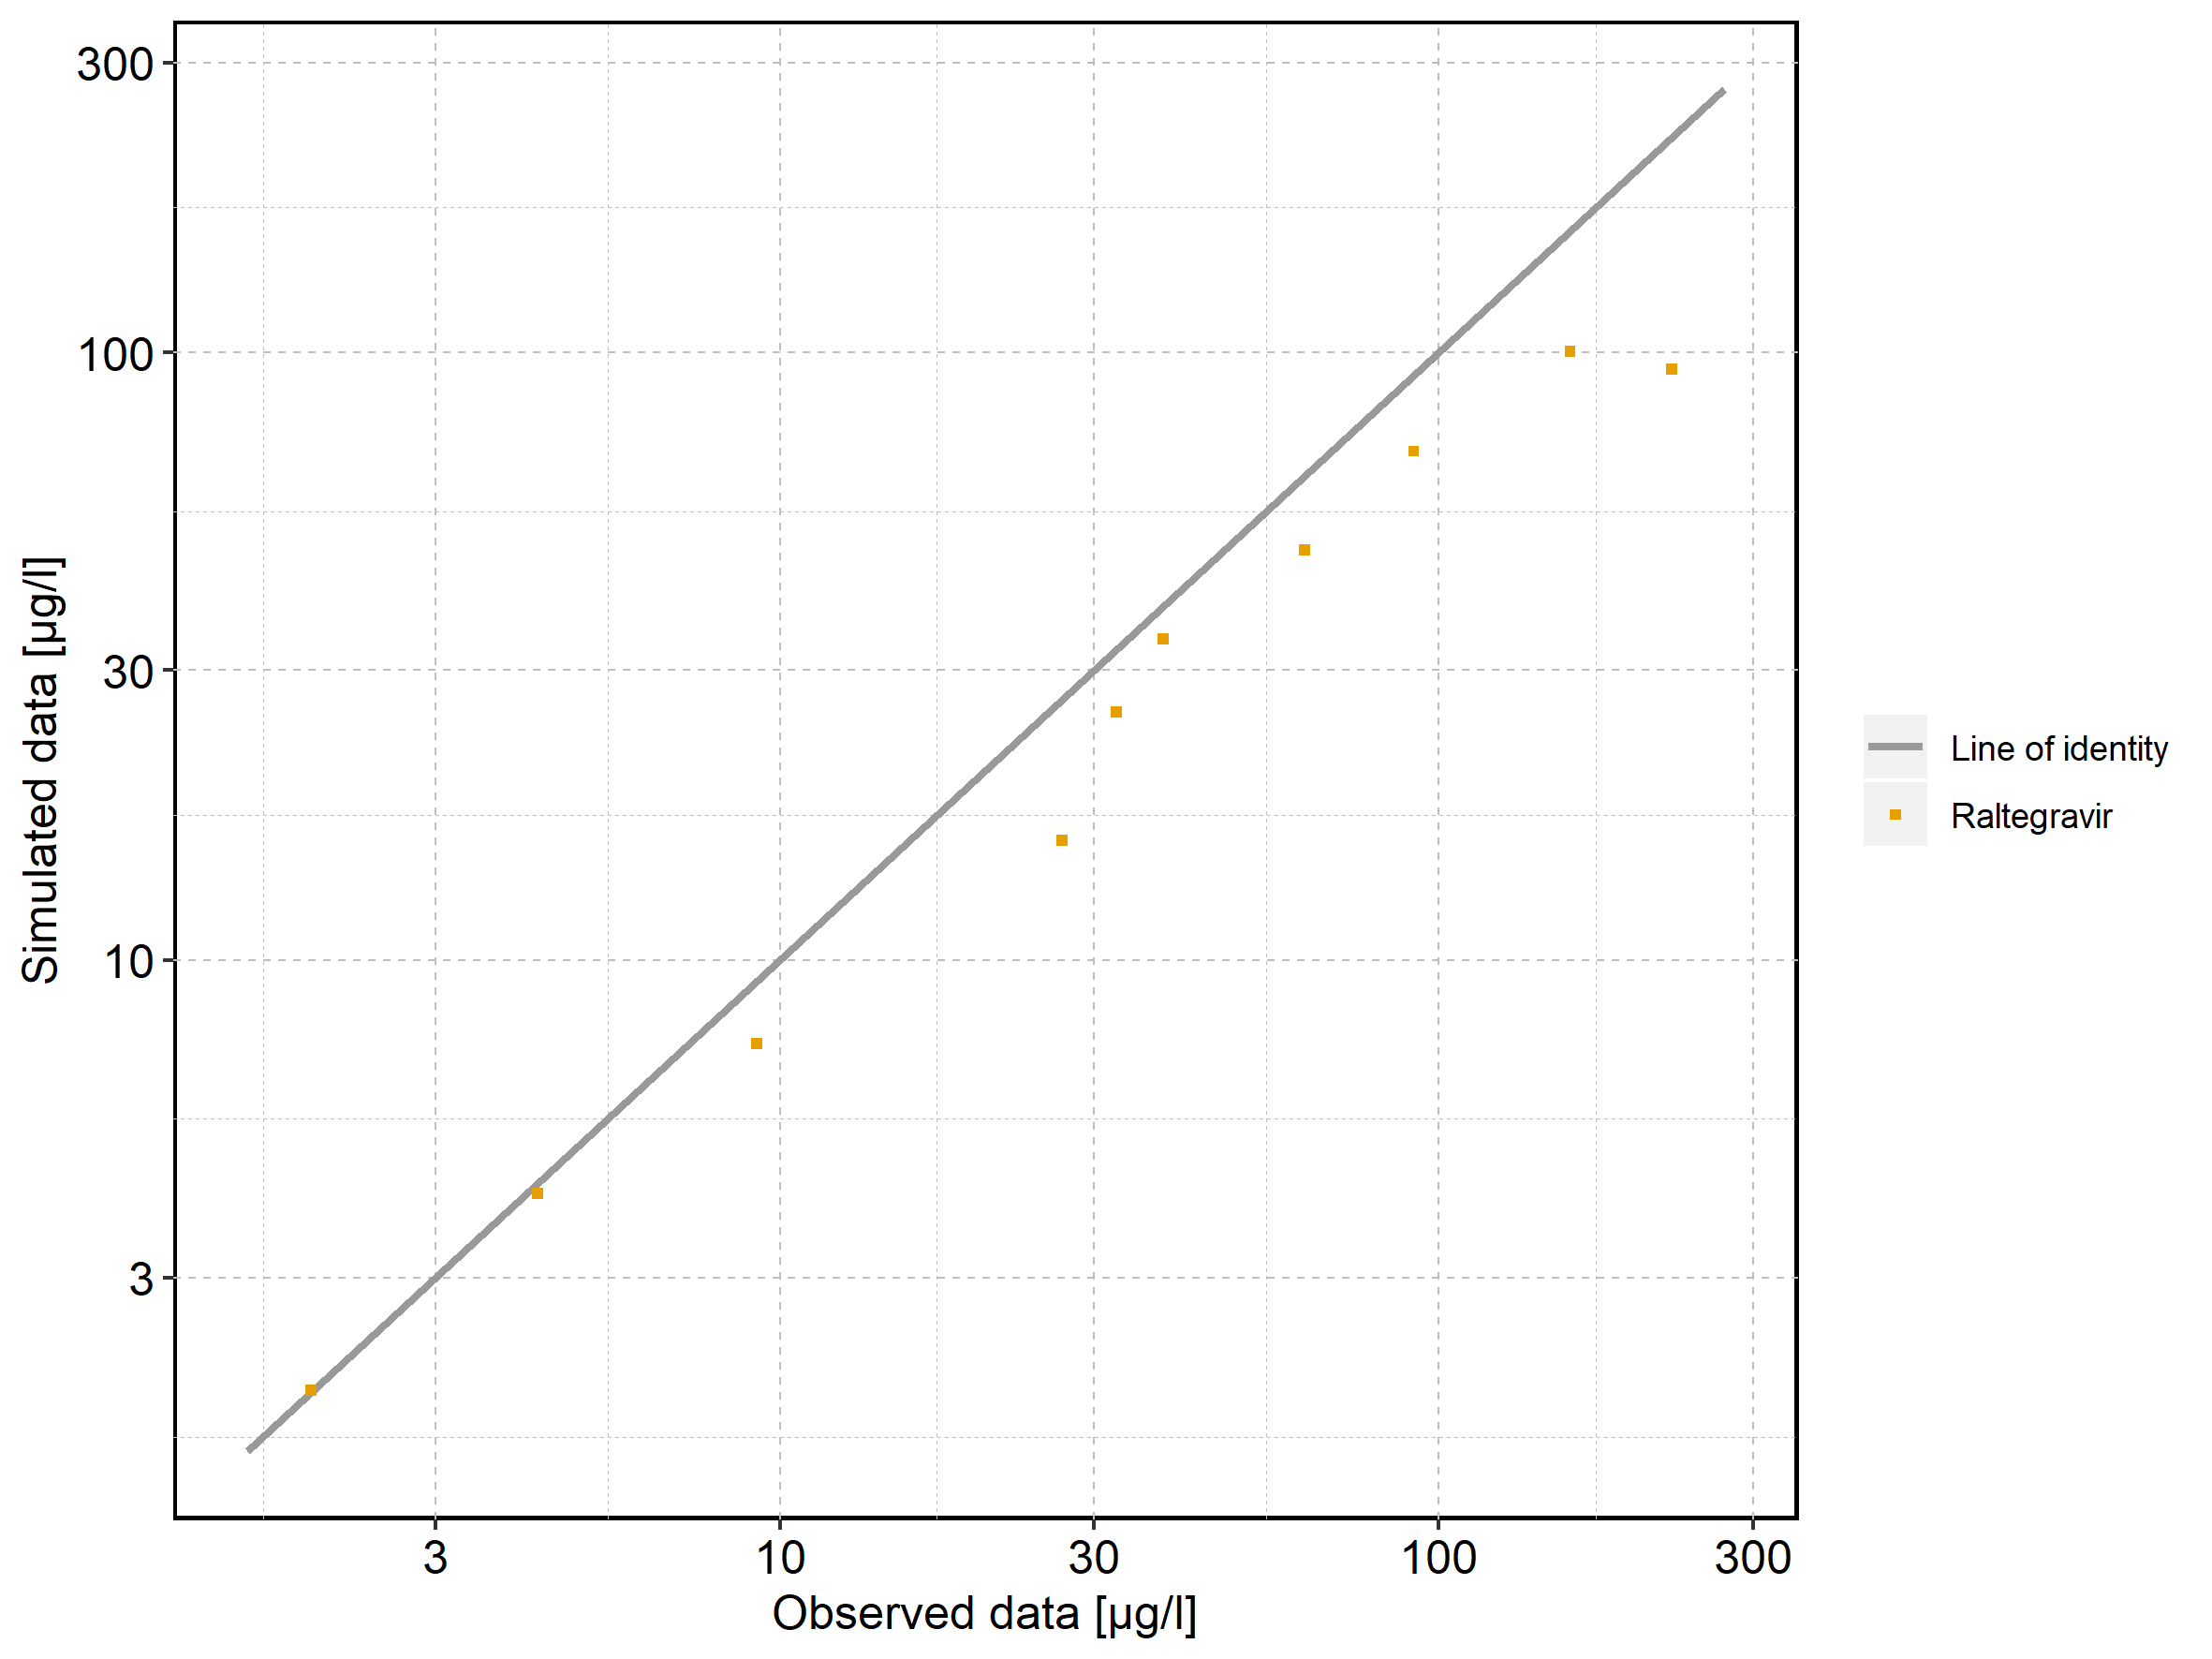 300
100
30
10
3
Simulated data [µg/l]
3 10 30 100 300
Observed data [µg/l]
Line of identity
Raltegravir